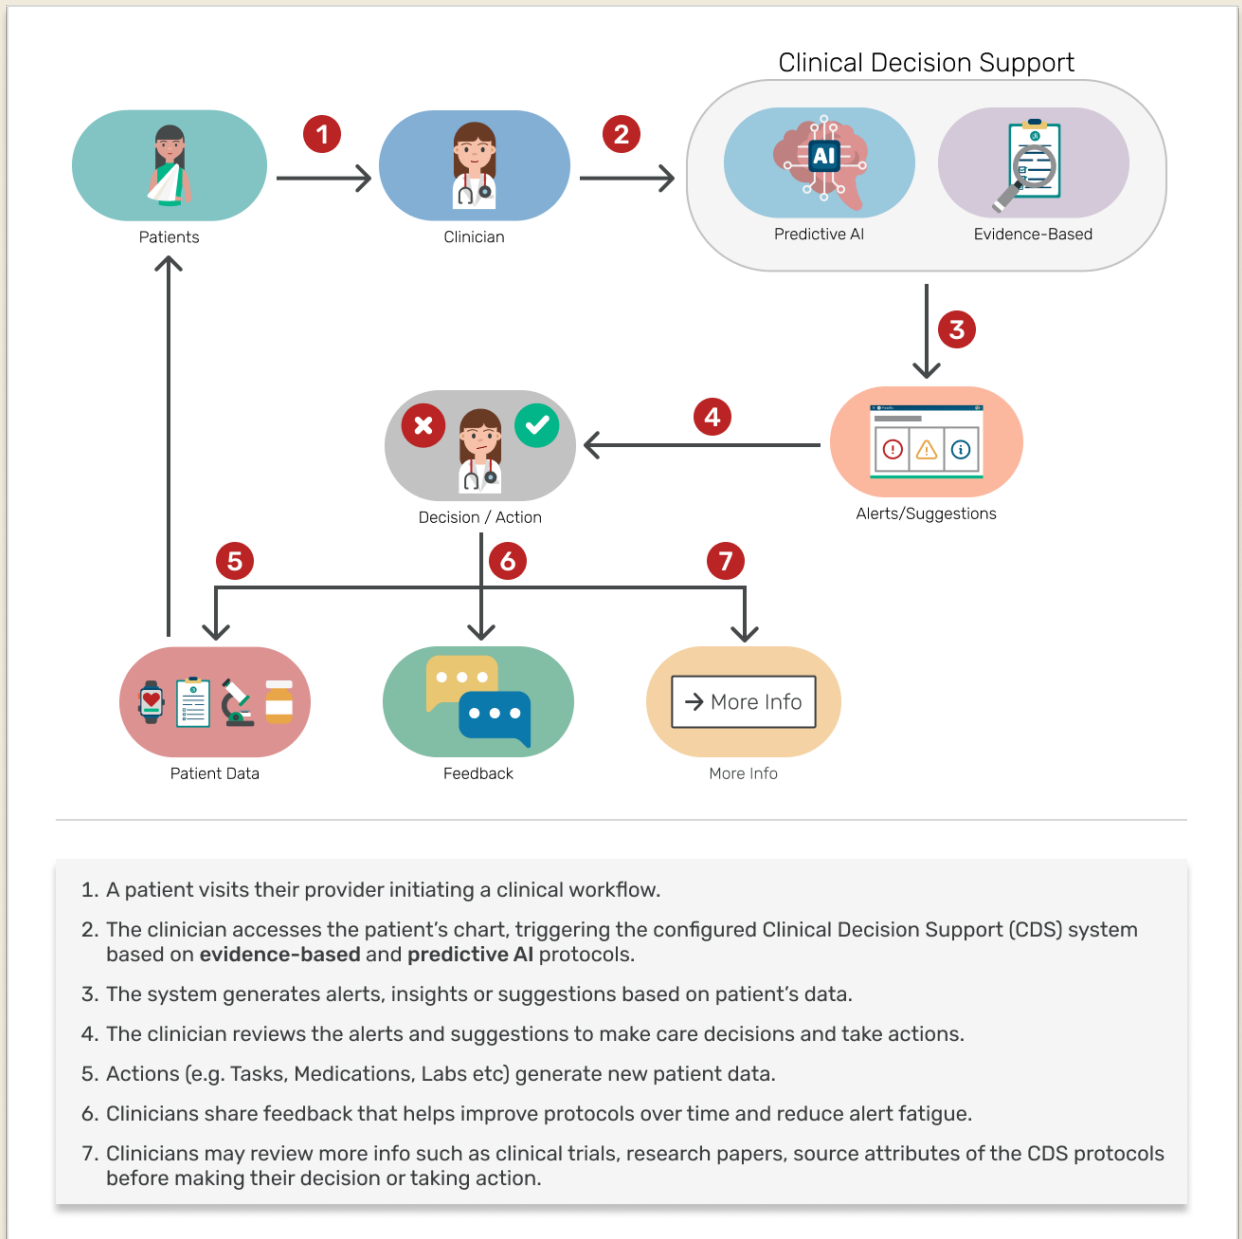 Clinical Decision Support
1
2
AI
Patients
Clinician
Predictive AI
Evidence-Based
3
4
Decision / Action
Alerts/Suggestions
5
6
7
→ More Info
Patient Data
Feedback
More Info
1. A patient visits their provider initiating a clinical workflow.
2. The clinician accesses the patient's chart, triggering the configured Clinical Decision Support (CDS) system
based on evidence-based and predictive AI protocols.
3. The system generates alerts, insights or suggestions based on patient's data.
4. The clinician reviews the alerts and suggestions to make care decisions and take actions.
5. Actions (e.g. Tasks, Medications, Labs etc) generate new patient data.
6. Clinicians share feedback that helps improve protocols over time and reduce alert fatigue.
7. Clinicians may review more info such as clinical trials, research papers, source attributes of the CDS protocols
before making their decision or taking action.